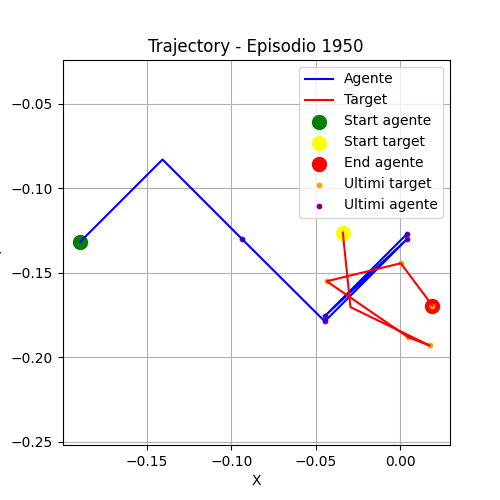 Trajectory - Episodio 1950
Agente
Target
Start agente
Start target
End agente
Ultimi target
Ultimi agente
−0.05
−0.10
−0.15
−0.20
−0.25
−0.15
−0.10
−0.05
0.00
X